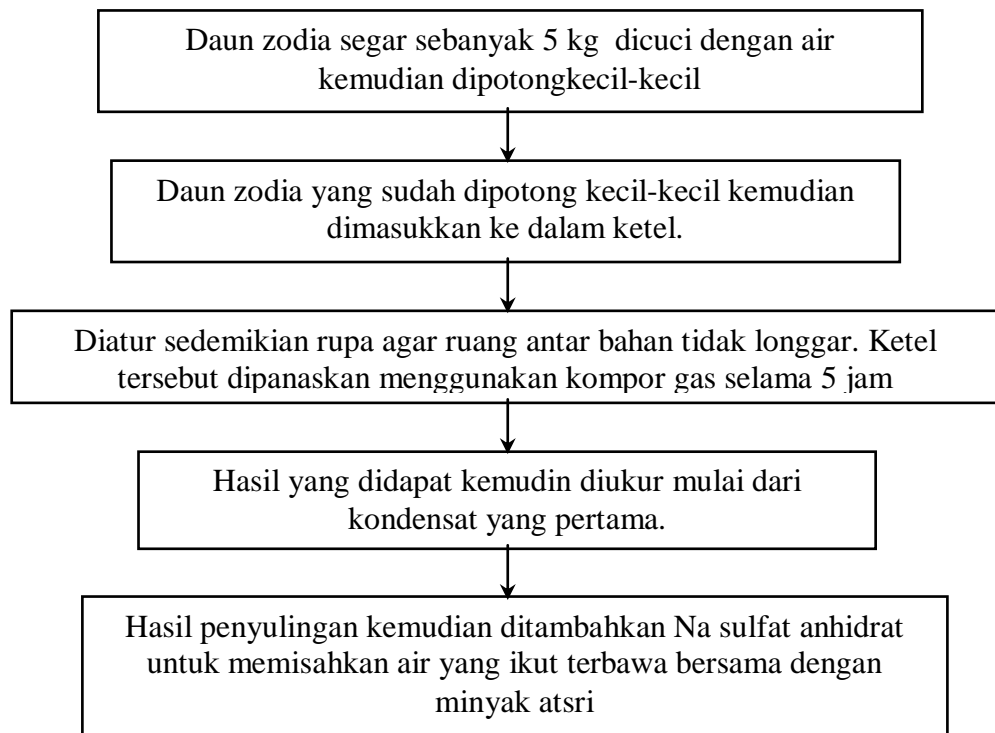 Daun zodia segar sebanyak 5 kg  dicuci dengan air
kemudian dipotongkecil-kecil
Daun zodia yang sudah dipotong kecil-kecil kemudian
dimasukkan ke dalam ketel.
Diatur sedemikian rupa agar ruang antar bahan tidak longgar. Ketel
tersebut dipanaskan menggunakan kompor gas selama 5 jam
Hasil yang didapat kemudin diukur mulai dari
kondensat yang pertama.
Hasil penyulingan kemudian ditambahkan Na sulfat anhidrat
untuk memisahkan air yang ikut terbawa bersama dengan
minyak atsri